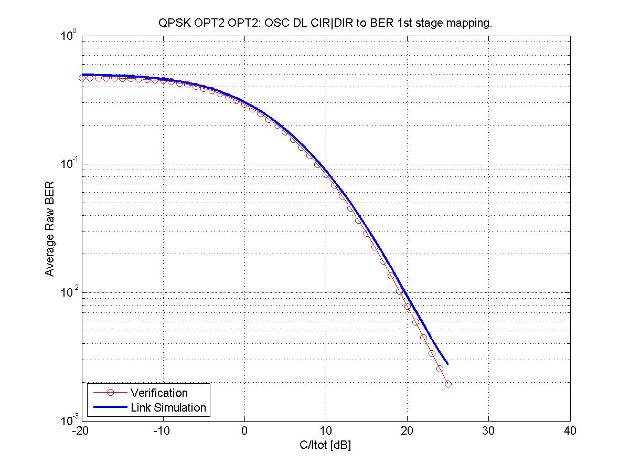 QPSK OPT2 OPT2: OSC DL CIR|DIR to BER 1st stage mapping.
10^0
10^-1
10^-2
10^-3
Average Raw BER
Verification
Link Simulation
-20 -10 0 10 20 30 40
C/Itot [dB]